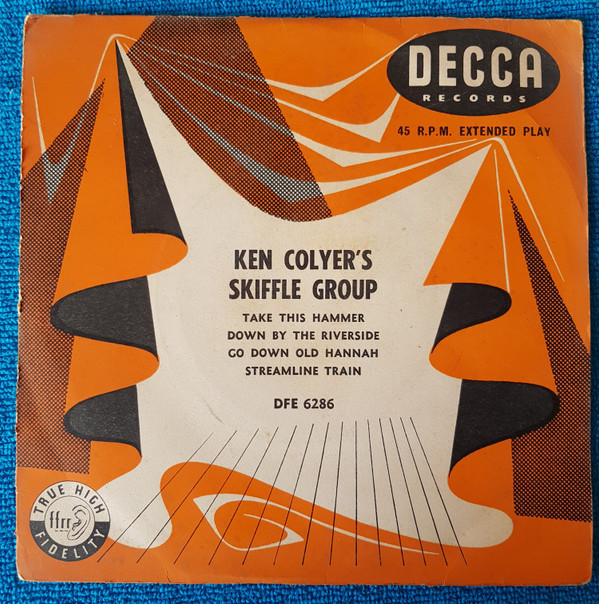 DECCA
RECORDS
45 R.P.M. EXTENDED PLAY
KEN COLYER'S
SKIFFLE GROUP
TAKE THIS HAMMER
DOWN BY THE RIVERSIDE
GO DOWN OLD HANNAH
STREAMLINE TRAIN
DFE 6286
TRUE HIGH
ffrr
FIDELITY